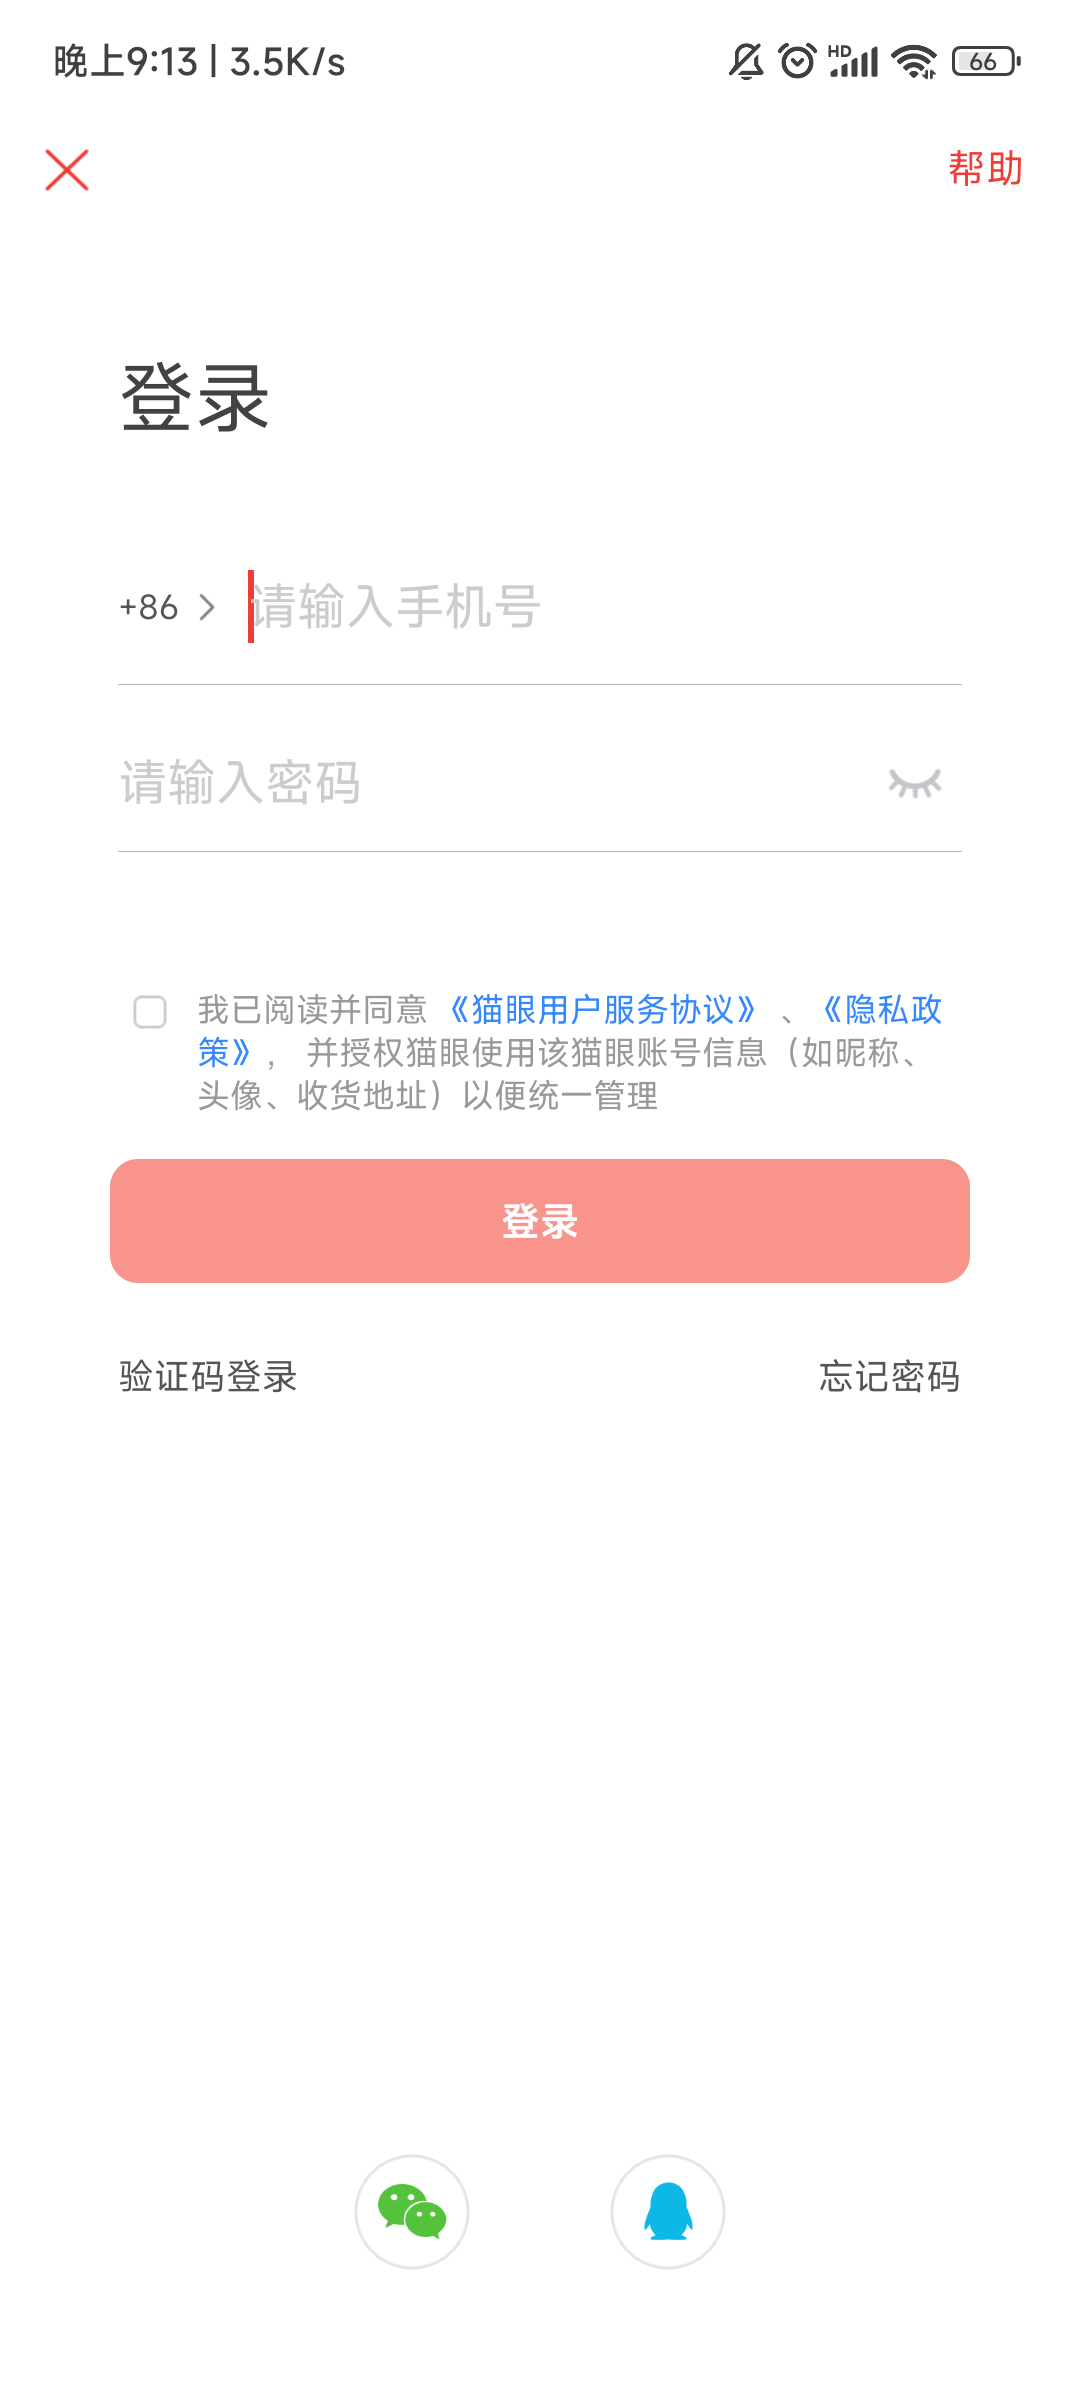 晚上9:13 | 3.5K/s
HD
66
帮助
登录
+86
请输入手机号
请输入密码
我已阅读并同意《猫眼用户服务协议》、《隐私政
策》，并授权猫眼使用该猫眼账号信息（如昵称、
头像、收货地址）以便统一管理
登录
验证码登录
忘记密码